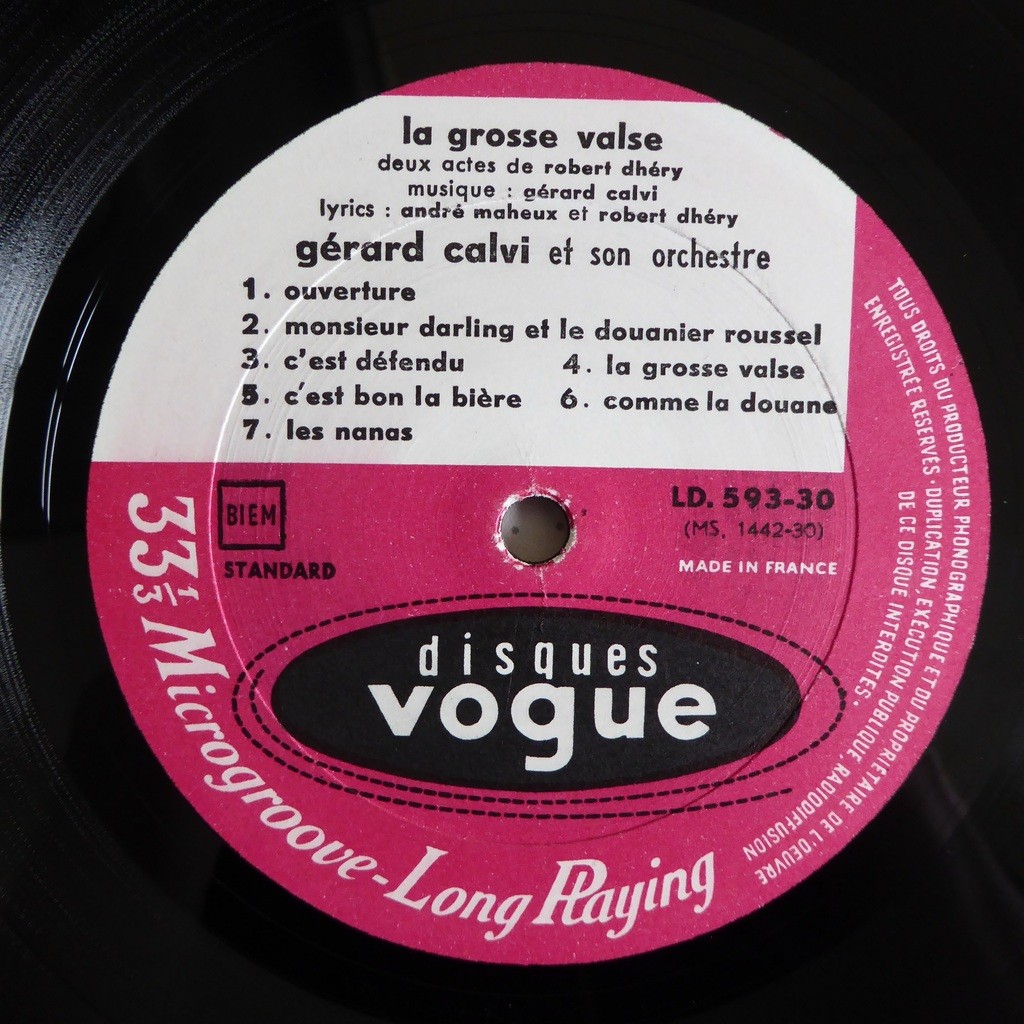 la grosse valse
deux actes de robert dhéry
musique : gérard calvi
lyrics : andré maheux et robert dhéry
gérard calvi et son orchestre
1. ouverture
2. monsieur darling et le douanier roussel
3. c'est défendu 4. la grosse valse
5. c'est bon la bière 6. comme la douane
7. les nanas
BIEM
STANDARD
LD. 593-30
(MS. 1442-30)
MADE IN FRANCE
disques
vogue
33 1/3 Microgroove-Long Playing
TOUS DROITS DU PRODUCTEUR PHONOGRAPHIQUE ET DU PROPRIETAIRE DE L'OEUVRE
ENREGISTRÉE RESERVES · DUPLICATION, EXÉCUTION PUBLIQUE, RADIODIFFUSION
DE CE DISQUE INTERDITES ·